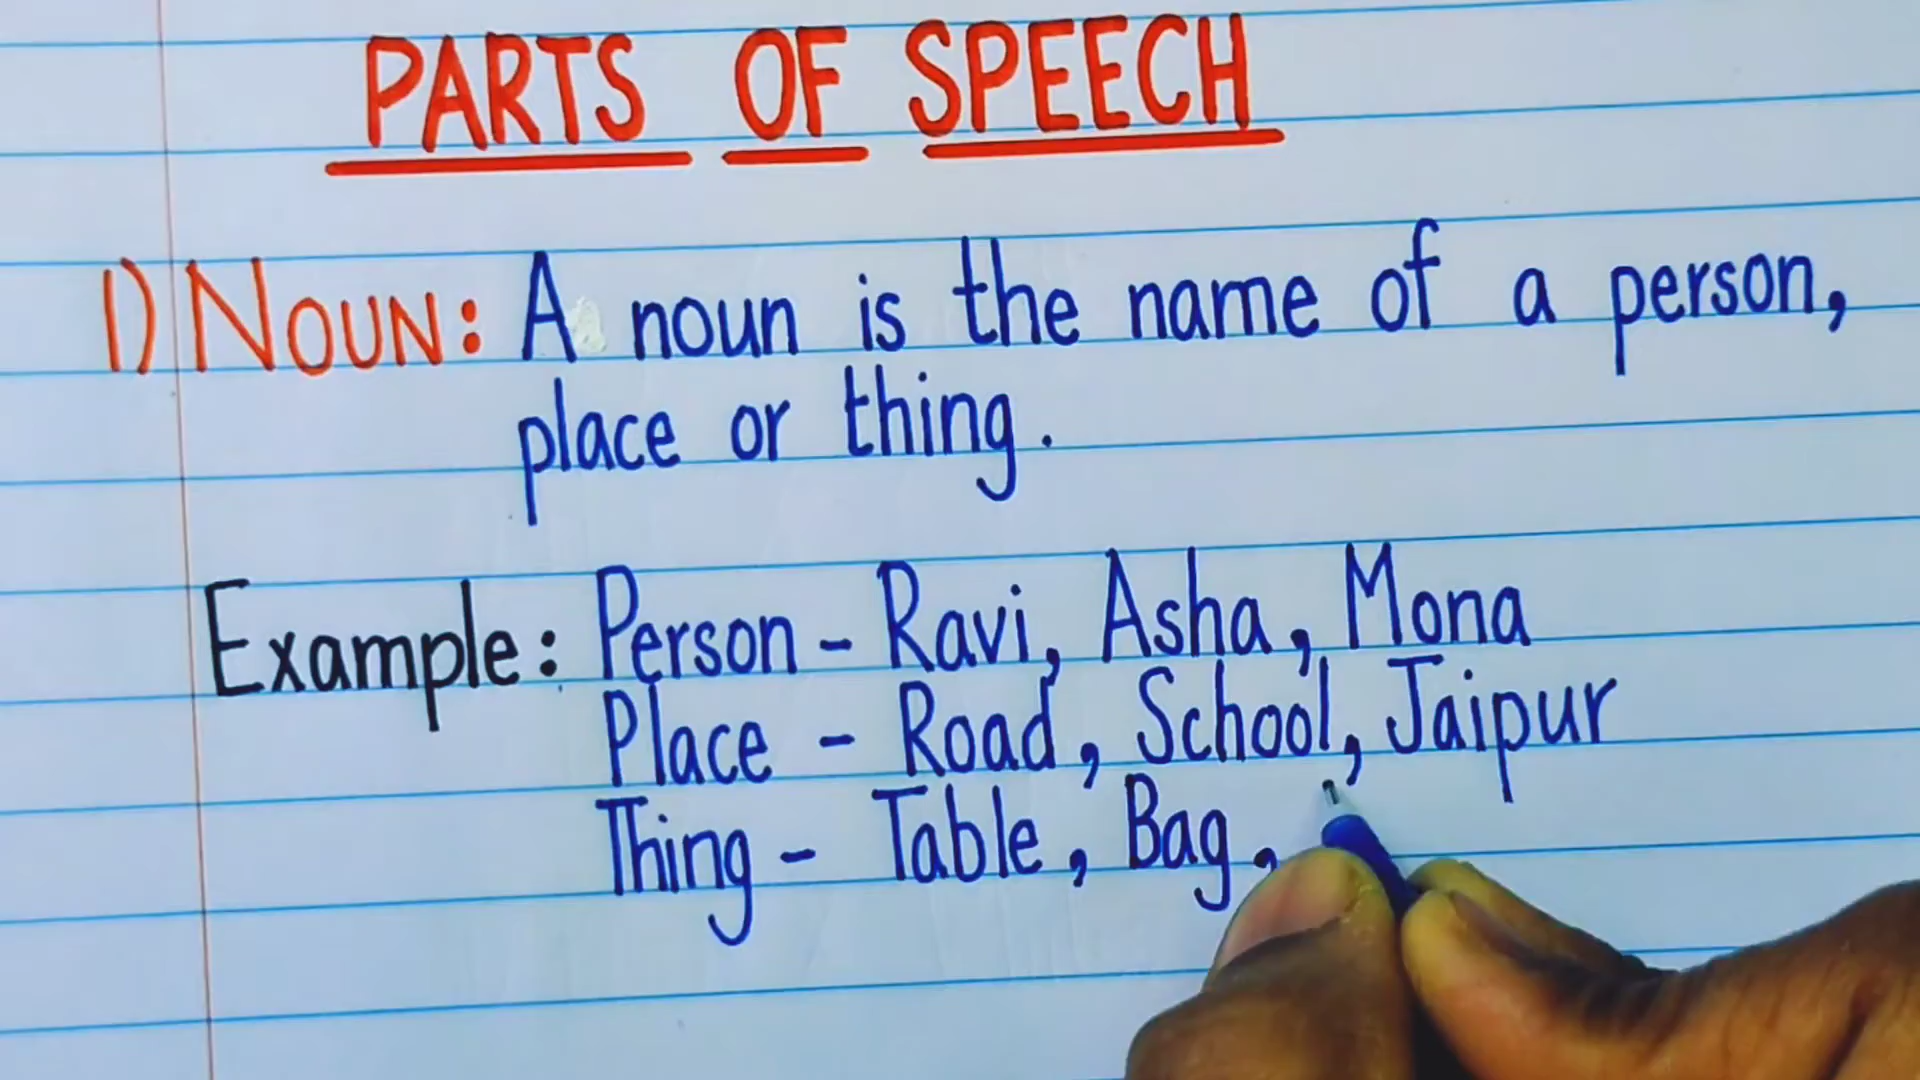 PARTS OF SPEECH
1) NOUN: A noun is the name of a person,
place or thing.
Example: Person - Ravi, Asha, Mona
Place - Road, School, Jaipur
Thing - Table, Bag,